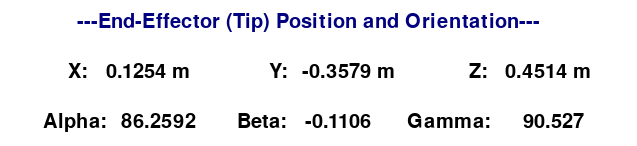 ---End-Effector (Tip) Position and Orientation---
X: 0.1254 m Y: -0.3579 m Z: 0.4514 m
Alpha: 86.2592 Beta: -0.1106 Gamma: 90.527